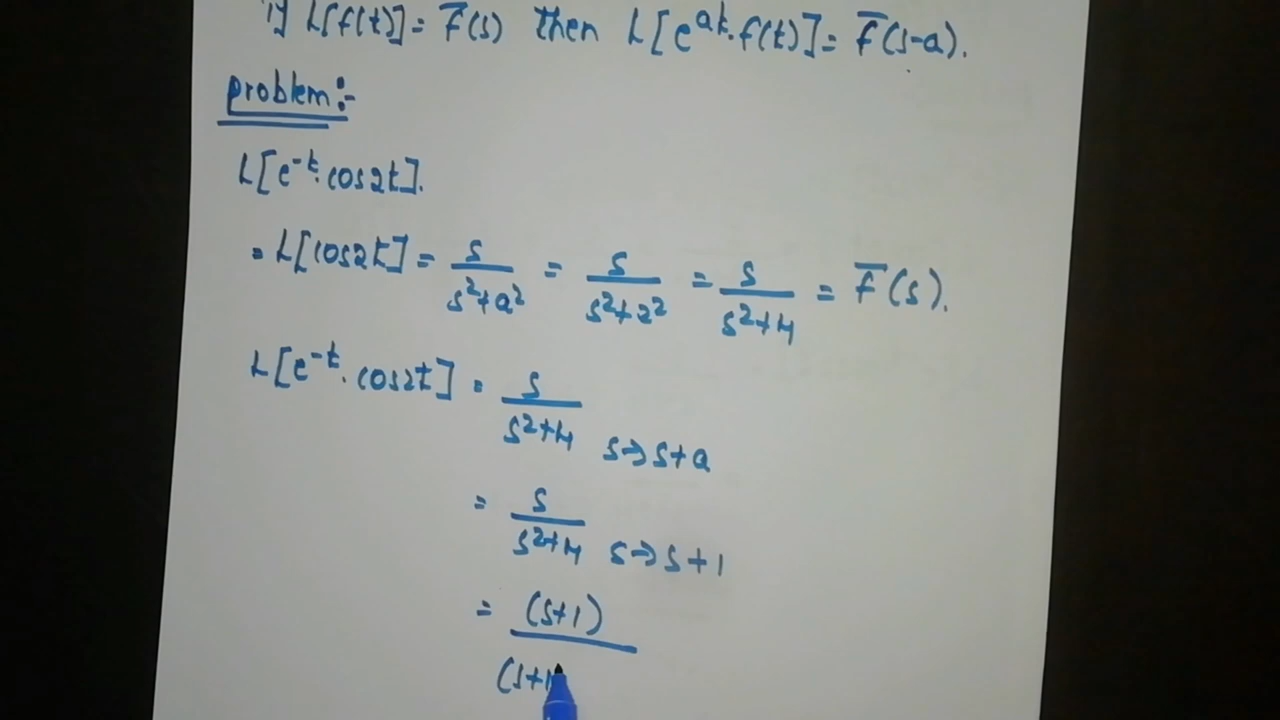 If L[f(t)] = F̅(s) then L[e^at.f(t)] = F̅(s-a).
problem:-
L[e^-t.cos2t].
= L[cos2t] = s/(s²+a²) = s/(s²+2²) = s/(s²+4) = F̅(s).
L[e^-t.cos2t] = s/(s²+4) s→s+a
= s/(s²+4) s→s+1
= (s+1)
(s+1